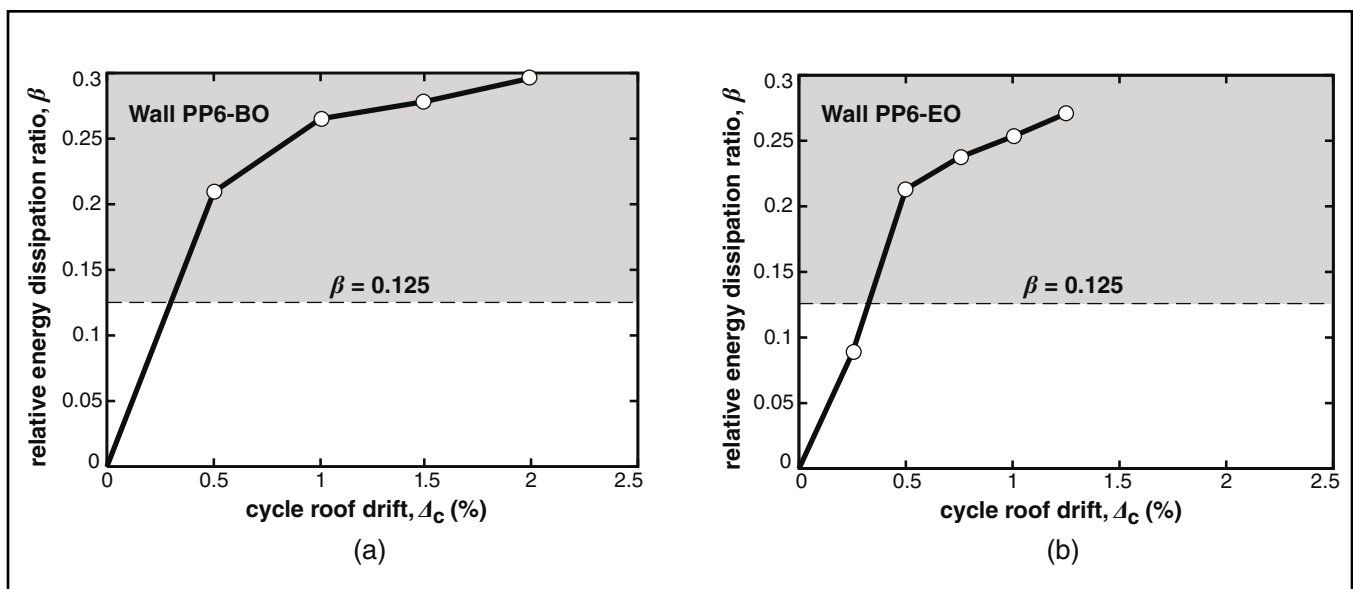 relative energy dissipation ratio, β
0.3
0.25
0.2
0.15
0.1
0.05
0
Wall PP6-BO
β = 0.125
0 0.5 1 1.5 2 2.5
cycle roof drift, Δc (%)
(a)
relative energy dissipation ratio, β
0.3
0.25
0.2
0.15
0.1
0.05
0
Wall PP6-EO
β = 0.125
0 0.5 1 1.5 2 2.5
cycle roof drift, Δc (%)
(b)